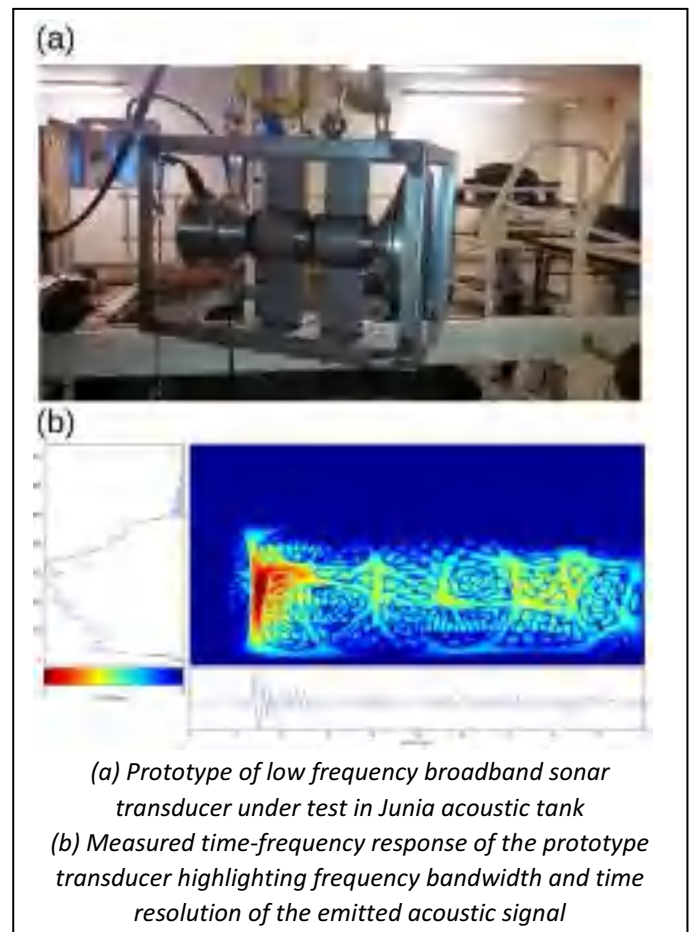 (a)
(b)
(a) Prototype of low frequency broadband sonar
transducer under test in Junia acoustic tank
(b) Measured time-frequency response of the prototype
transducer highlighting frequency bandwidth and time
resolution of the emitted acoustic signal